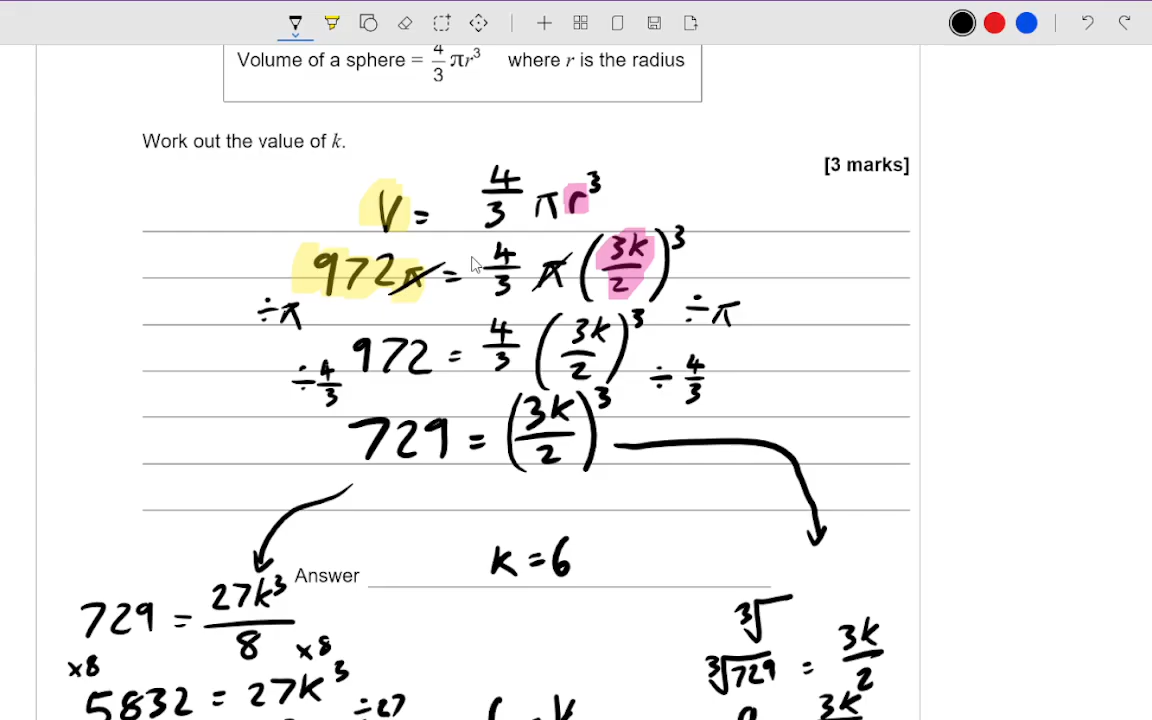 Volume of a sphere = 4/3 πr³ where r is the radius
Work out the value of k.
[3 marks]
V = 4/3 πr³
972π = 4/3 π (3k/2)³
÷π ÷π
972 = 4/3 (3k/2)³
÷4/3 ÷4/3
729 = (3k/2)³
k = 6
Answer
729 = 27k³/8
×8 ×8
5832 = 27k³
÷27
∛
∛729 = 3k/2
3k